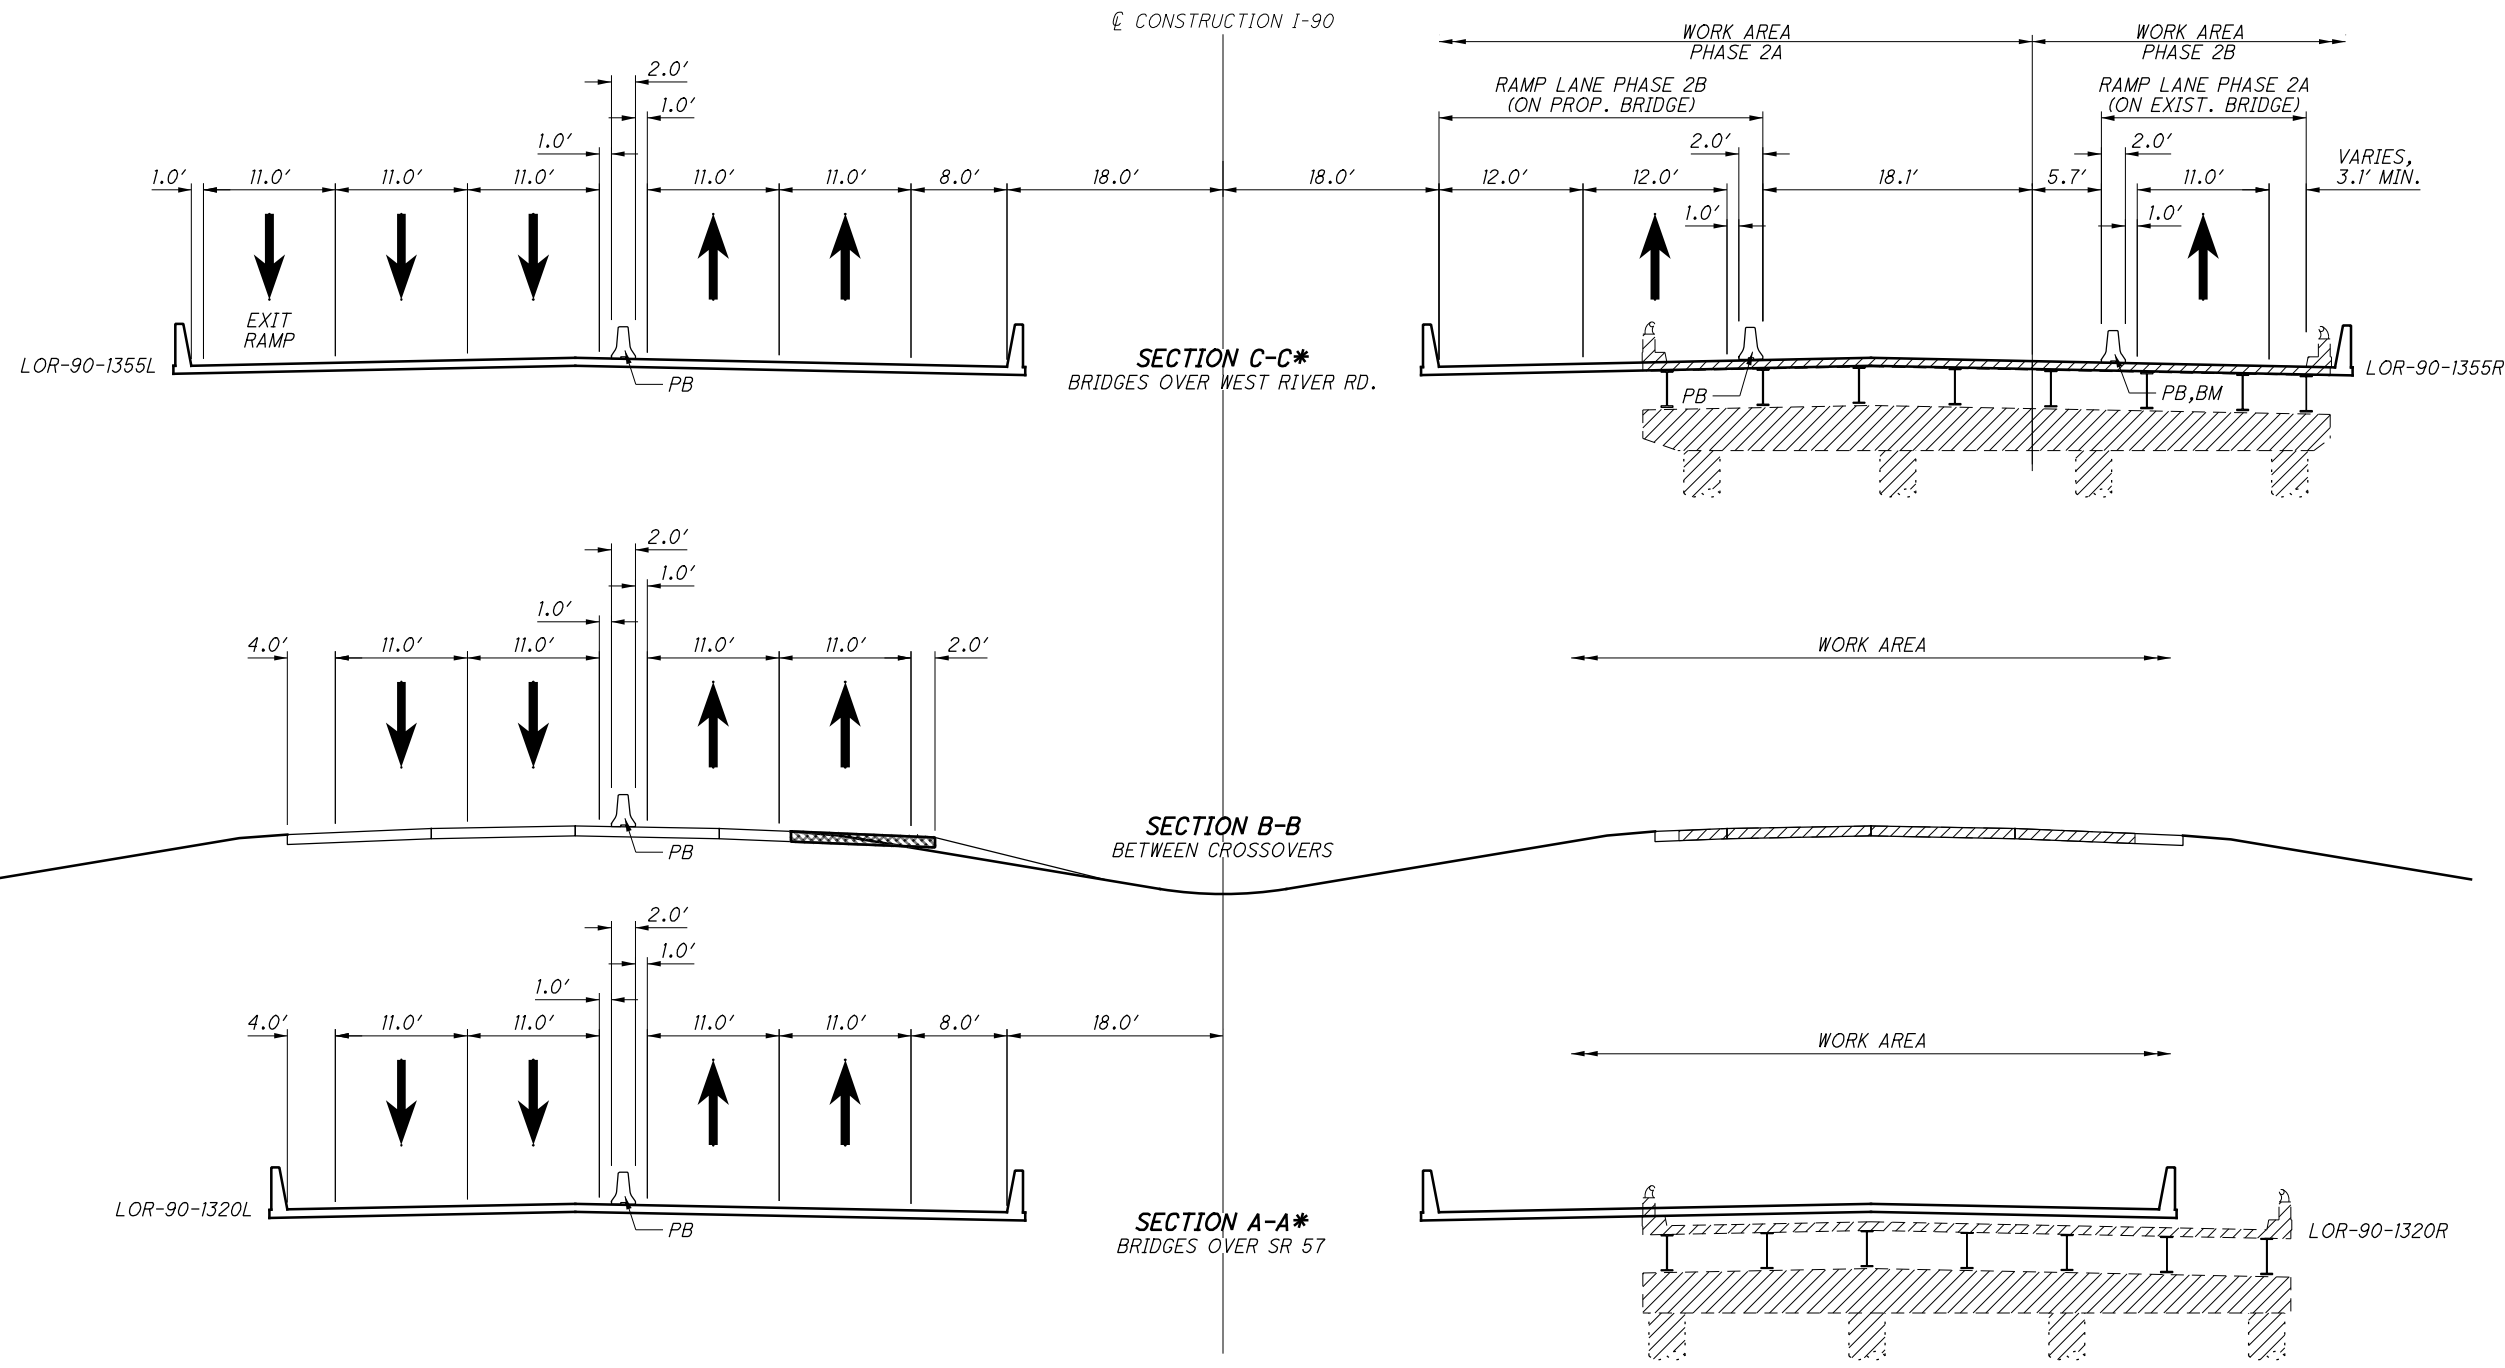 ℄ CONSTRUCTION I-90
WORK AREA
PHASE 2A
WORK AREA
PHASE 2B
RAMP LANE PHASE 2B
(ON PROP. BRIDGE)
RAMP LANE PHASE 2A
(ON EXIST. BRIDGE)
2.0'
1.0'
1.0'
2.0'
2.0'
VARIES,
3.1' MIN.
1.0' 11.0' 11.0' 11.0' 11.0' 11.0' 8.0' 18.0' 18.0' 12.0' 12.0' 18.1' 5.7' 11.0'
1.0' 1.0'
EXIT
RAMP
LOR-90-1355L
PB
SECTION C-C*
BRIDGES OVER WEST RIVER RD.
PB
PB,BM
LOR-90-1355R
2.0'
1.0'
1.0'
4.0' 11.0' 11.0' 11.0' 11.0' 2.0'
WORK AREA
PB
SECTION B-B
BETWEEN CROSSOVERS
2.0'
1.0'
1.0'
4.0' 11.0' 11.0' 11.0' 11.0' 8.0' 18.0'
WORK AREA
LOR-90-1320L
PB
SECTION A-A*
BRIDGES OVER SR 57
LOR-90-1320R